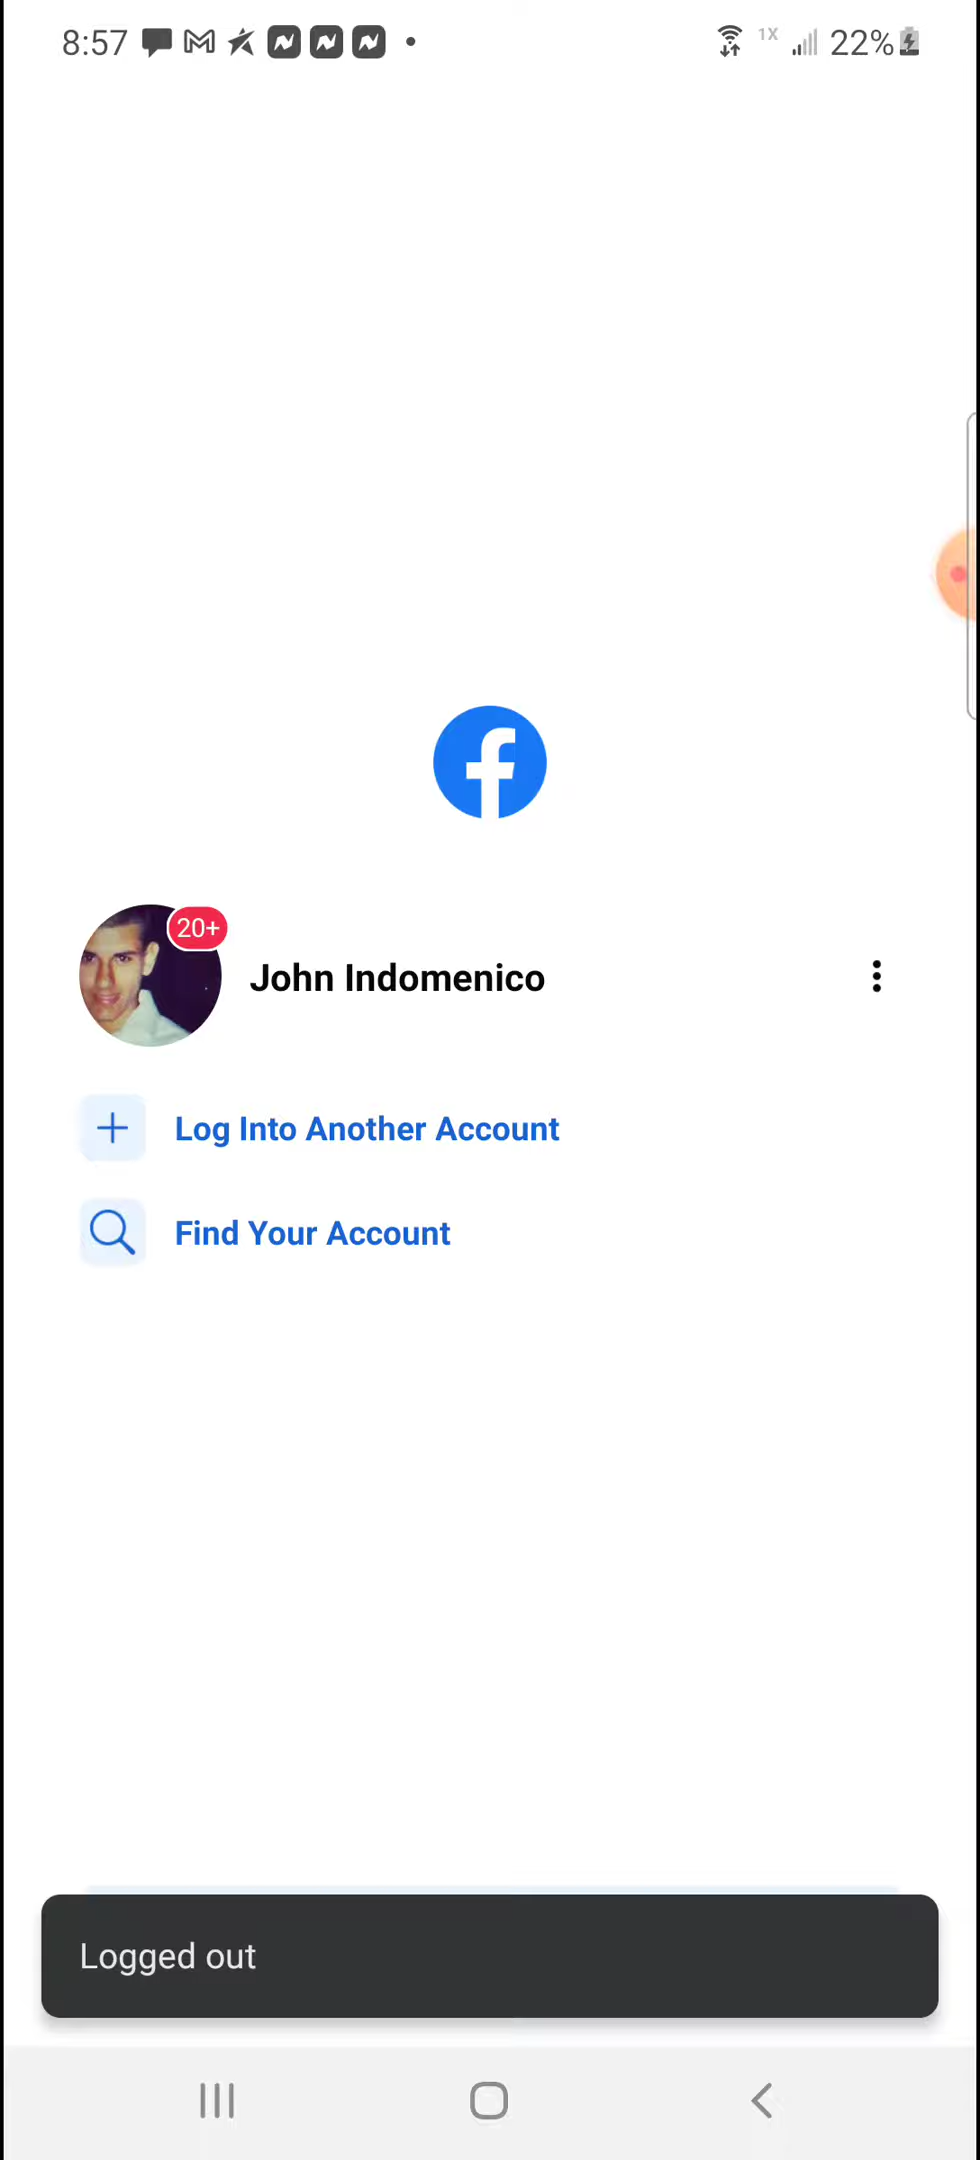 8:57 1X 22%
20+
John Indomenico
Log Into Another Account
Find Your Account
Logged out